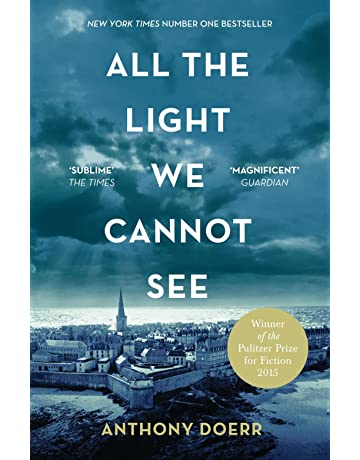 NEW YORK TIMES NUMBER ONE BESTSELLER
ALL THE
LIGHT
‘SUBLIME’
THE TIMES
WE
‘MAGNIFICENT’
GUARDIAN
CANNOT
SEE
Winner
of the
Pulitzer Prize
for Fiction
2015
ANTHONY DOERR